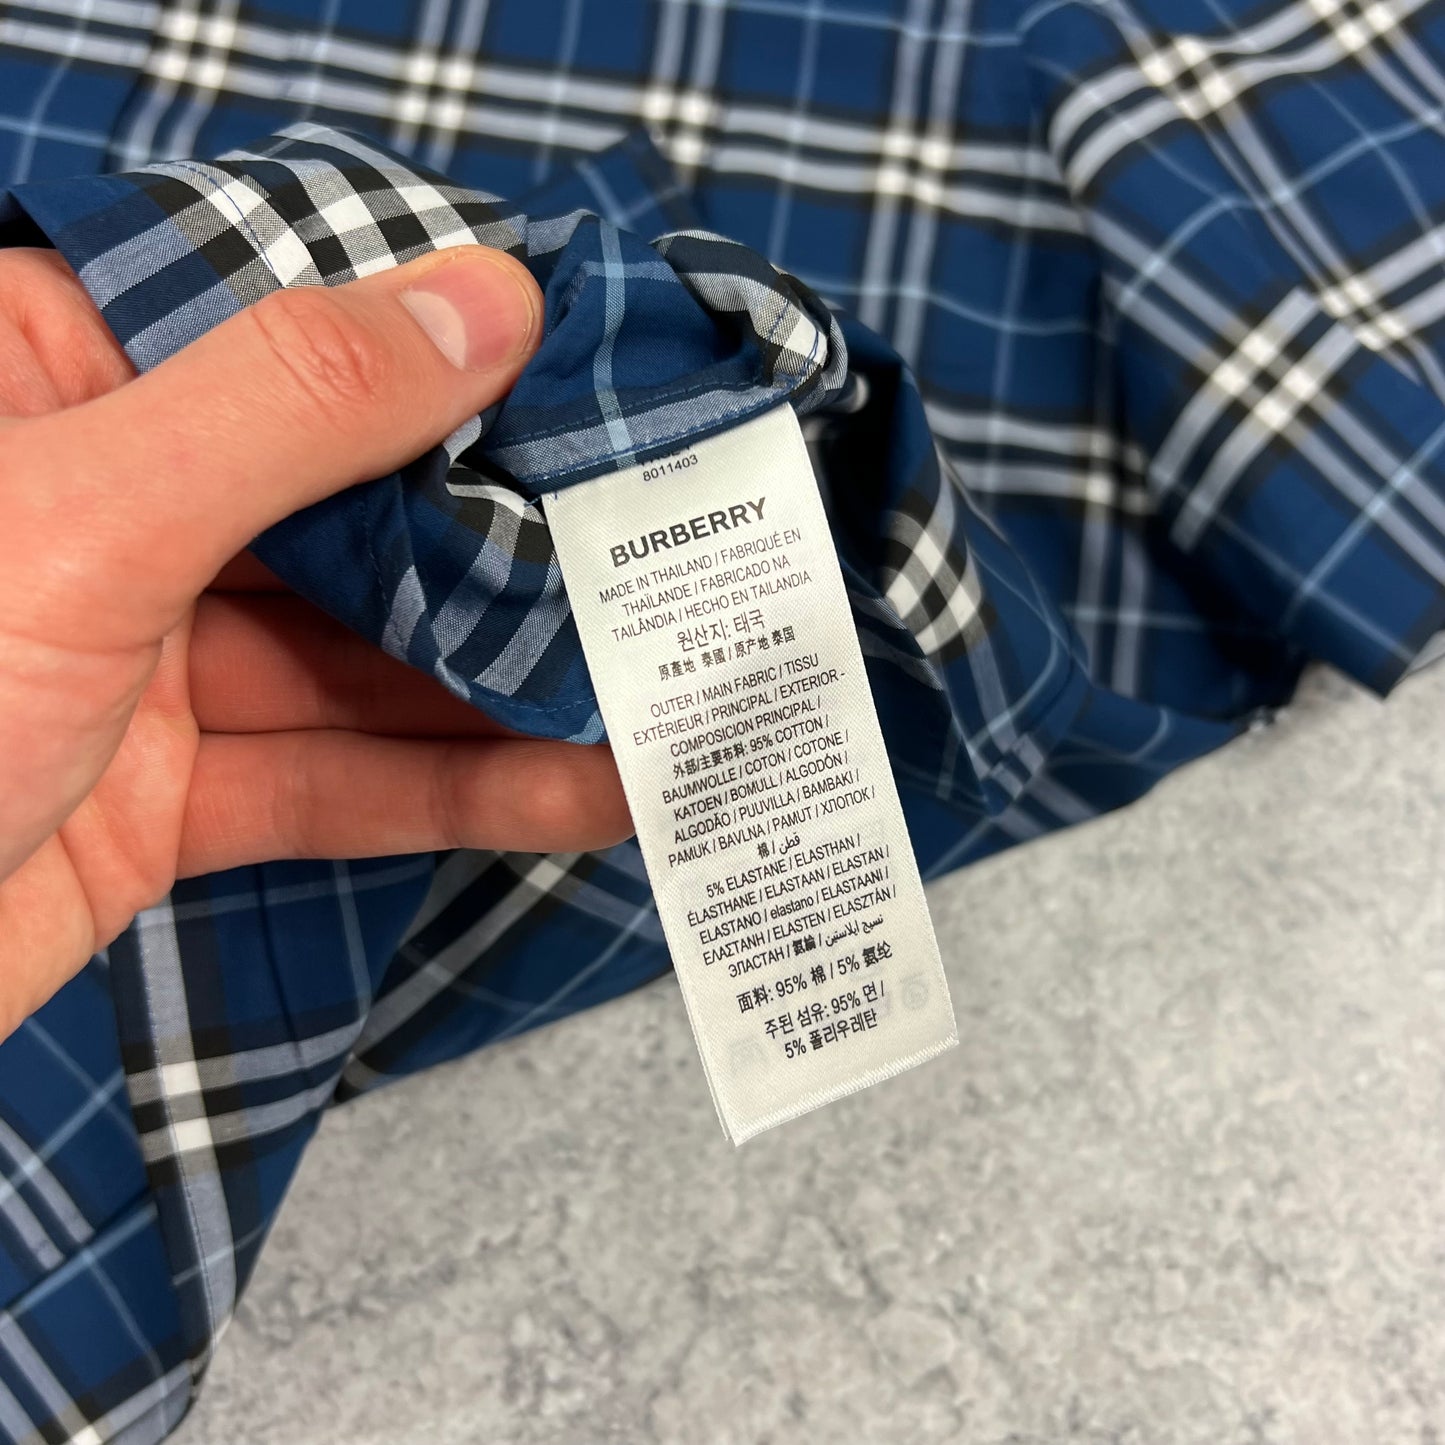 8011403
BURBERRY
MADE IN THAILAND / FABRIQUÉ EN
THAÏLANDE / FABRICADO NA
TAILÂNDIA / HECHO EN TAILANDIA
원산지: 태국
原產地 泰國 / 原产地 泰国
OUTER / MAIN FABRIC / TISSU
EXTÉRIEUR / PRINCIPAL / EXTERIOR -
COMPOSICION PRINCIPAL /
外部/主要布料: 95% COTTON /
BAUMWOLLE / COTON / COTONE /
KATOEN / BOMULL / ALGODÓN /
ALGODÃO / PUUVILLA / BAMBAKI /
PAMUK / BAVLNA / PAMUT / ХЛОПОК /
棉 / قطن
5% ELASTANE / ELASTHAN /
ÉLASTHANE / ELASTAAN / ELASTAN /
ELASTANO / elastano / ELASTAANI /
ΕΛΑΣΤΑΝΗ / ELASTEN / ELASZTÁN /
ЭЛАСТАН / 氨綸 / نسيج ايلاستين
面料: 95% 棉 / 5% 氨纶
주된 섬유: 95% 면 /
5% 폴리우레탄